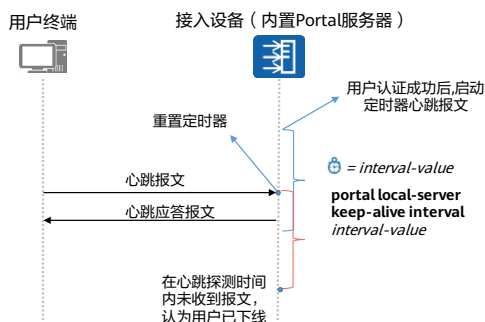 用户终端
接入设备（内置Portal服务器）
用户认证成功后,启动
定时器心跳报文
重置定时器
= interval-value
心跳报文
portal local-server
keep-alive interval
interval-value
心跳应答报文
在心跳探测时间
内未收到报文，
认为用户已下线